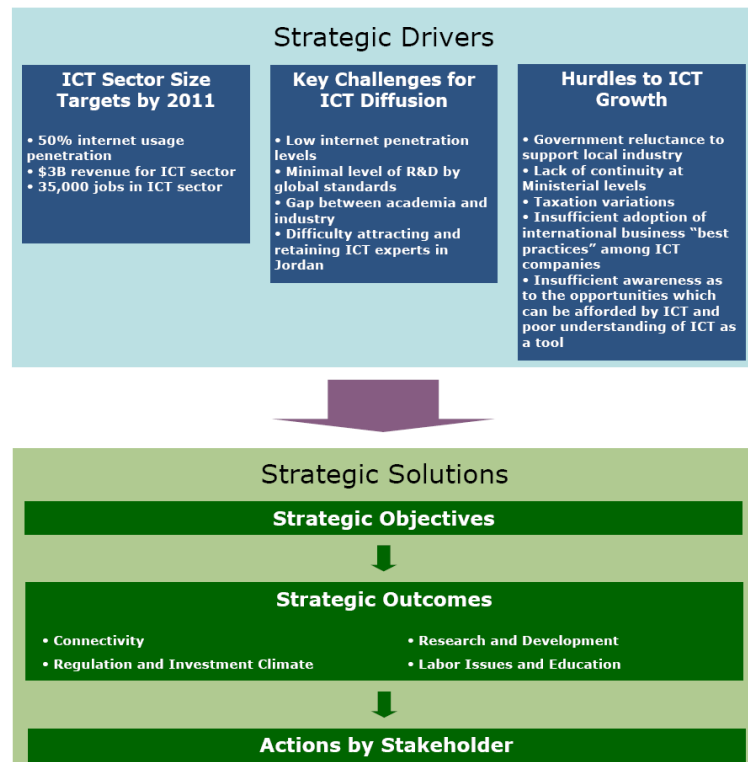 Strategic Drivers
ICT Sector Size
Targets by 2011
• 50% internet usage
penetration
• $3B revenue for ICT sector
• 35,000 jobs in ICT sector
Key Challenges for
ICT Diffusion
• Low internet penetration
levels
• Minimal level of R&D by
global standards
• Gap between academia and
industry
• Difficulty attracting and
retaining ICT experts in
Jordan
Hurdles to ICT
Growth
• Government reluctance to
support local industry
• Lack of continuity at
Ministerial levels
• Taxation variations
• Insufficient adoption of
international business “best
practices” among ICT
companies
• Insufficient awareness as
to the opportunities which
can be afforded by ICT and
poor understanding of ICT as
a tool
Strategic Solutions
Strategic Objectives
Strategic Outcomes
• Connectivity
• Regulation and Investment Climate
• Research and Development
• Labor Issues and Education
Actions by Stakeholder